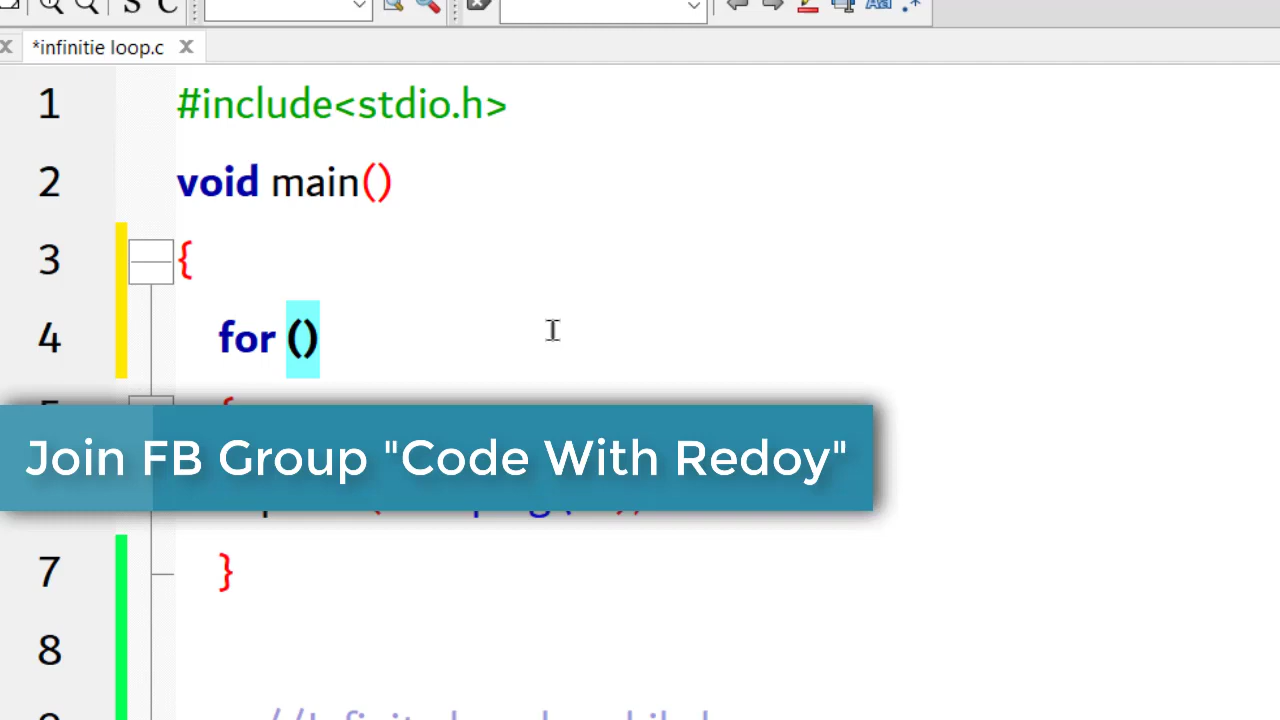 S C
*infinitie loop.c
1 #include<stdio.h>
2 void main()
3 {
4 for ()
Join FB Group "Code With Redoy"
7 }
8